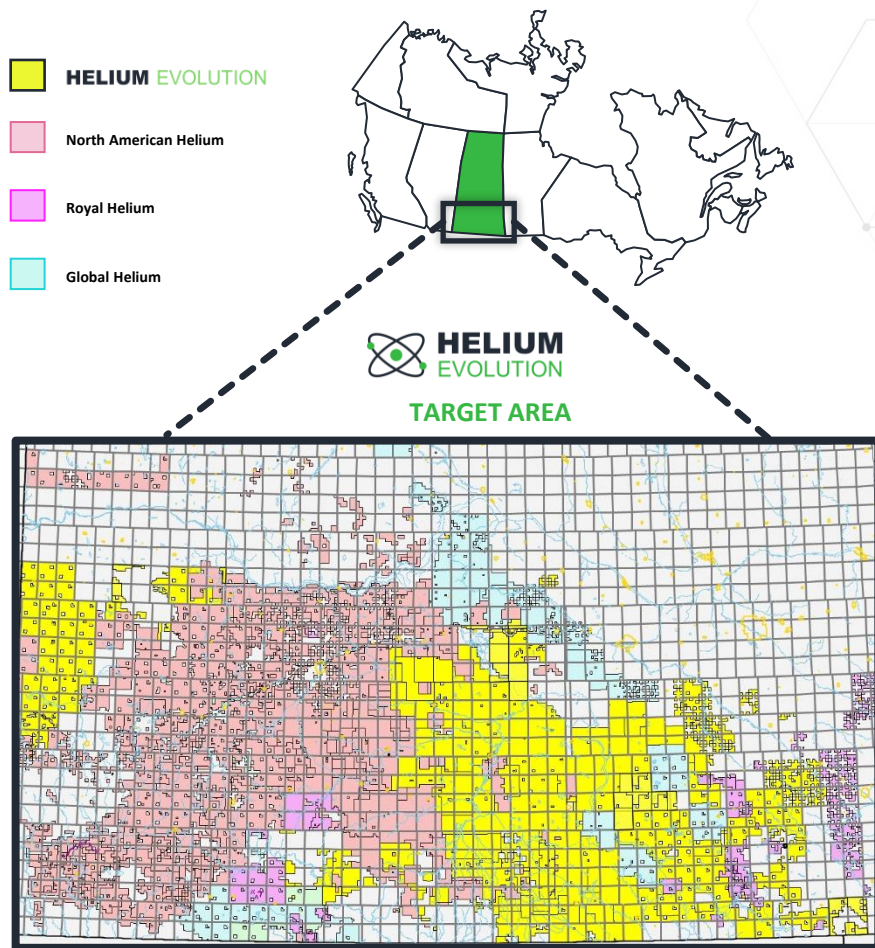 HELIUM EVOLUTION
North American Helium
Royal Helium
Global Helium
HELIUM
EVOLUTION
TARGET AREA